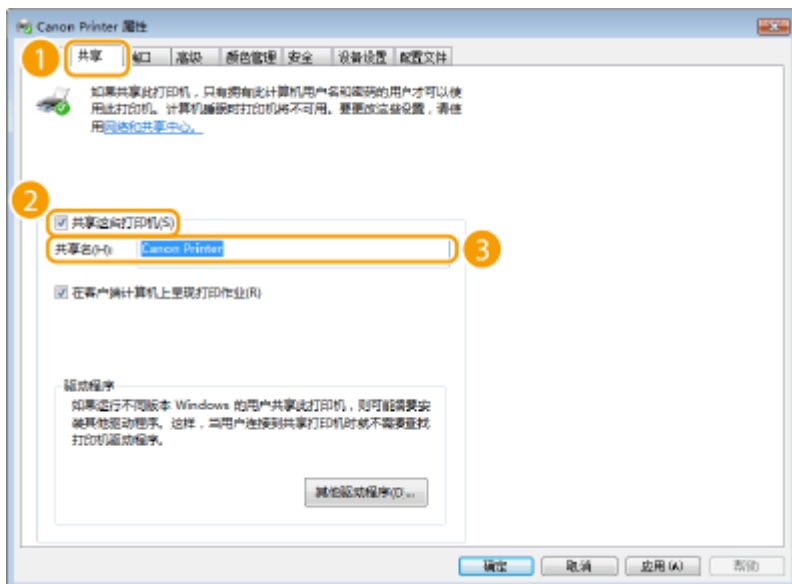 Canon Printer 属性
1
共享
端口
高级
颜色管理
安全
设备设置
配置文件
如果共享此打印机，只有拥有此计算机用户名和密码的用户才可以使
用此打印机。计算机睡眠时打印机将不可用。要更改这些设置，请使
用网络和共享中心。
2
共享这台打印机(S)
共享名(H): Canon Printer
3
在客户端计算机上呈现打印作业(R)
驱动程序
如果运行不同版本 Windows 的用户共享此打印机，则可能需要安
装其他驱动程序。这样，当用户连接到共享打印机时就不需要查找
打印机驱动程序。
其他驱动程序(D)...
确定
取消
应用(A)
帮助